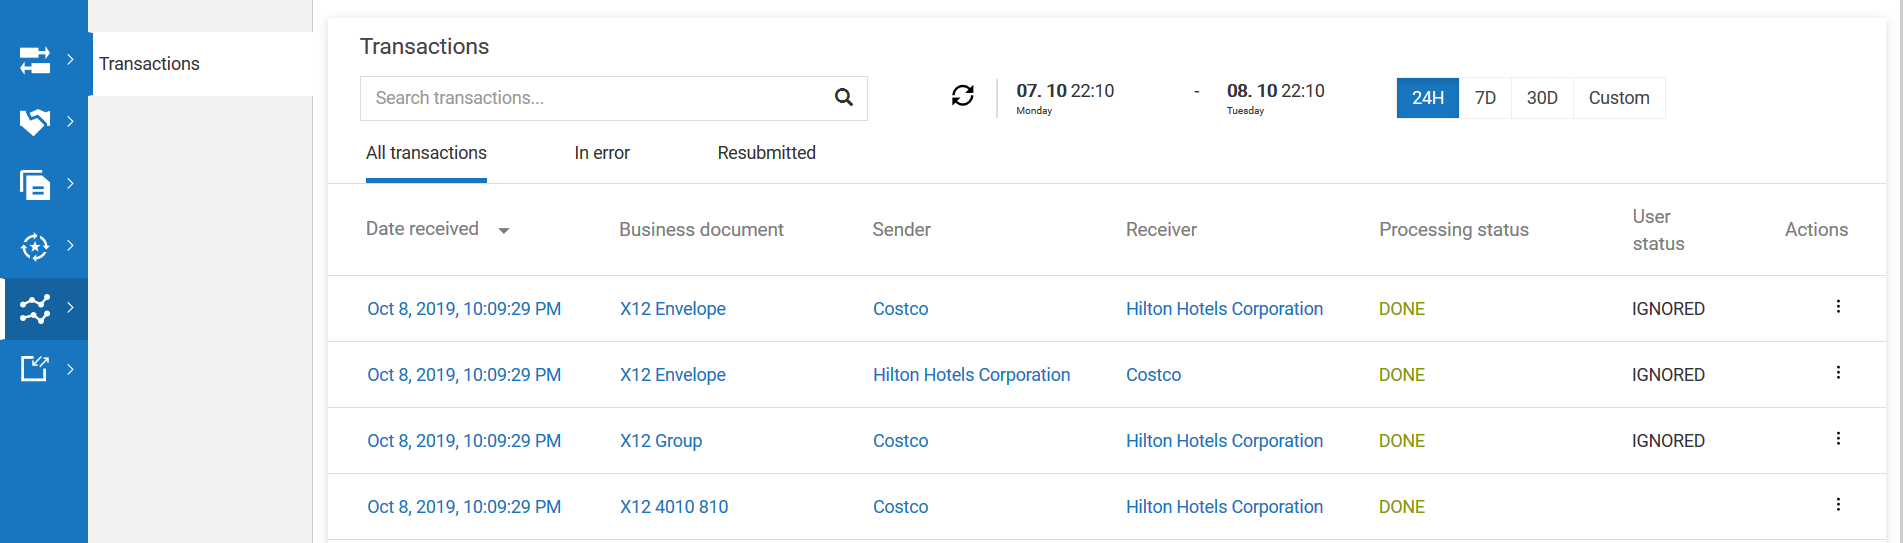 Transactions
Transactions
Search transactions...
07. 10 22:10 - 08. 10 22:10
Monday Tuesday
24H 7D 30D Custom
All transactions In error Resubmitted
Date received Business document Sender Receiver Processing status User status Actions
Oct 8, 2019, 10:09:29 PM X12 Envelope Costco Hilton Hotels Corporation DONE IGNORED
Oct 8, 2019, 10:09:29 PM X12 Envelope Hilton Hotels Corporation Costco DONE IGNORED
Oct 8, 2019, 10:09:29 PM X12 Group Costco Hilton Hotels Corporation DONE IGNORED
Oct 8, 2019, 10:09:29 PM X12 4010 810 Costco Hilton Hotels Corporation DONE